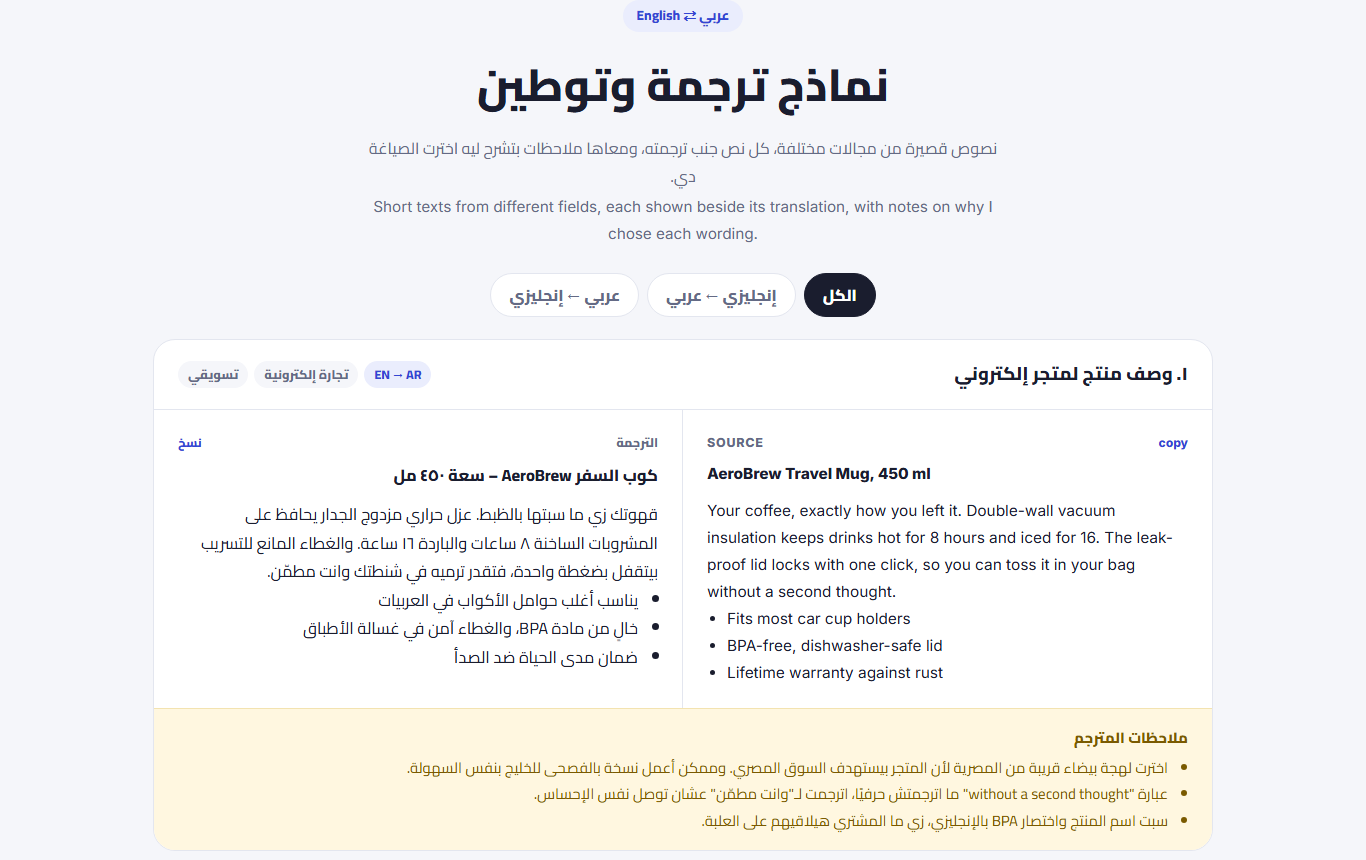 عربي ⇄ English
نماذج ترجمة وتوطين
نصوص قصيرة من مجالات مختلفة، كل نص جنب ترجمته، ومعاها ملاحظات بتشرح ليه اخترت الصياغة
دي.
Short texts from different fields, each shown beside its translation, with notes on why I
chose each wording.
الكل
إنجليزي ← عربي
عربي ← إنجليزي
١. وصف منتج لمتجر إلكتروني
EN → AR
تجارة إلكترونية
تسويقي
SOURCE
copy
AeroBrew Travel Mug, 450 ml
Your coffee, exactly how you left it. Double-wall vacuum
insulation keeps drinks hot for 8 hours and iced for 16. The leak-
proof lid locks with one click, so you can toss it in your bag
without a second thought.
• Fits most car cup holders
• BPA-free, dishwasher-safe lid
• Lifetime warranty against rust
الترجمة
نسخ
كوب السفر AeroBrew – سعة ٤٥٠ مل
قهوتك زي ما سبتها بالظبط. عزل حراري مزدوج الجدار يحافظ على
المشروبات الساخنة ٨ ساعات والباردة ١٦ ساعة. والغطاء المانع للتسريب
بيتقفل بضغطة واحدة، فتقدر ترميه في شنطتك وانت مطمّن.
• يناسب أغلب حوامل الأكواب في العربيات
• خالٍ من مادة BPA، والغطاء آمن في غسالة الأطباق
• ضمان مدى الحياة ضد الصدأ
ملاحظات المترجم
• اخترت لهجة بيضاء قريبة من المصرية لأن المتجر بيستهدف السوق المصري. وممكن أعمل نسخة بالفصحى للخليج بنفس السهولة.
• عبارة "without a second thought" ما اترجمتش حرفيًا، اترجمت لـ"وانت مطمّن" عشان توصل نفس الإحساس.
• سبت اسم المنتج واختصار BPA بالإنجليزي، زي ما المشتري هيلاقيهم على العلبة.